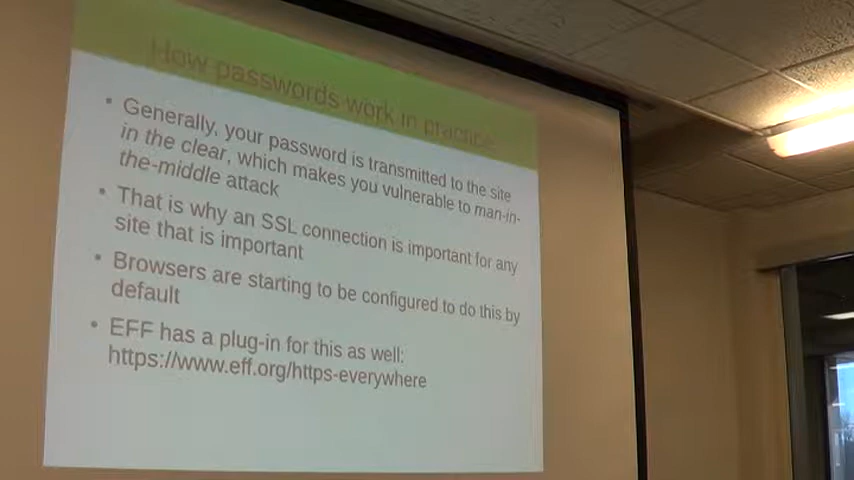 How passwords work in practice
• Generally, your password is transmitted to the site
in the clear, which makes you vulnerable to man-in-
the-middle attack
• That is why an SSL connection is important for any
site that is important
• Browsers are starting to be configured to do this by
default
• EFF has a plug-in for this as well:
https://www.eff.org/https-everywhere